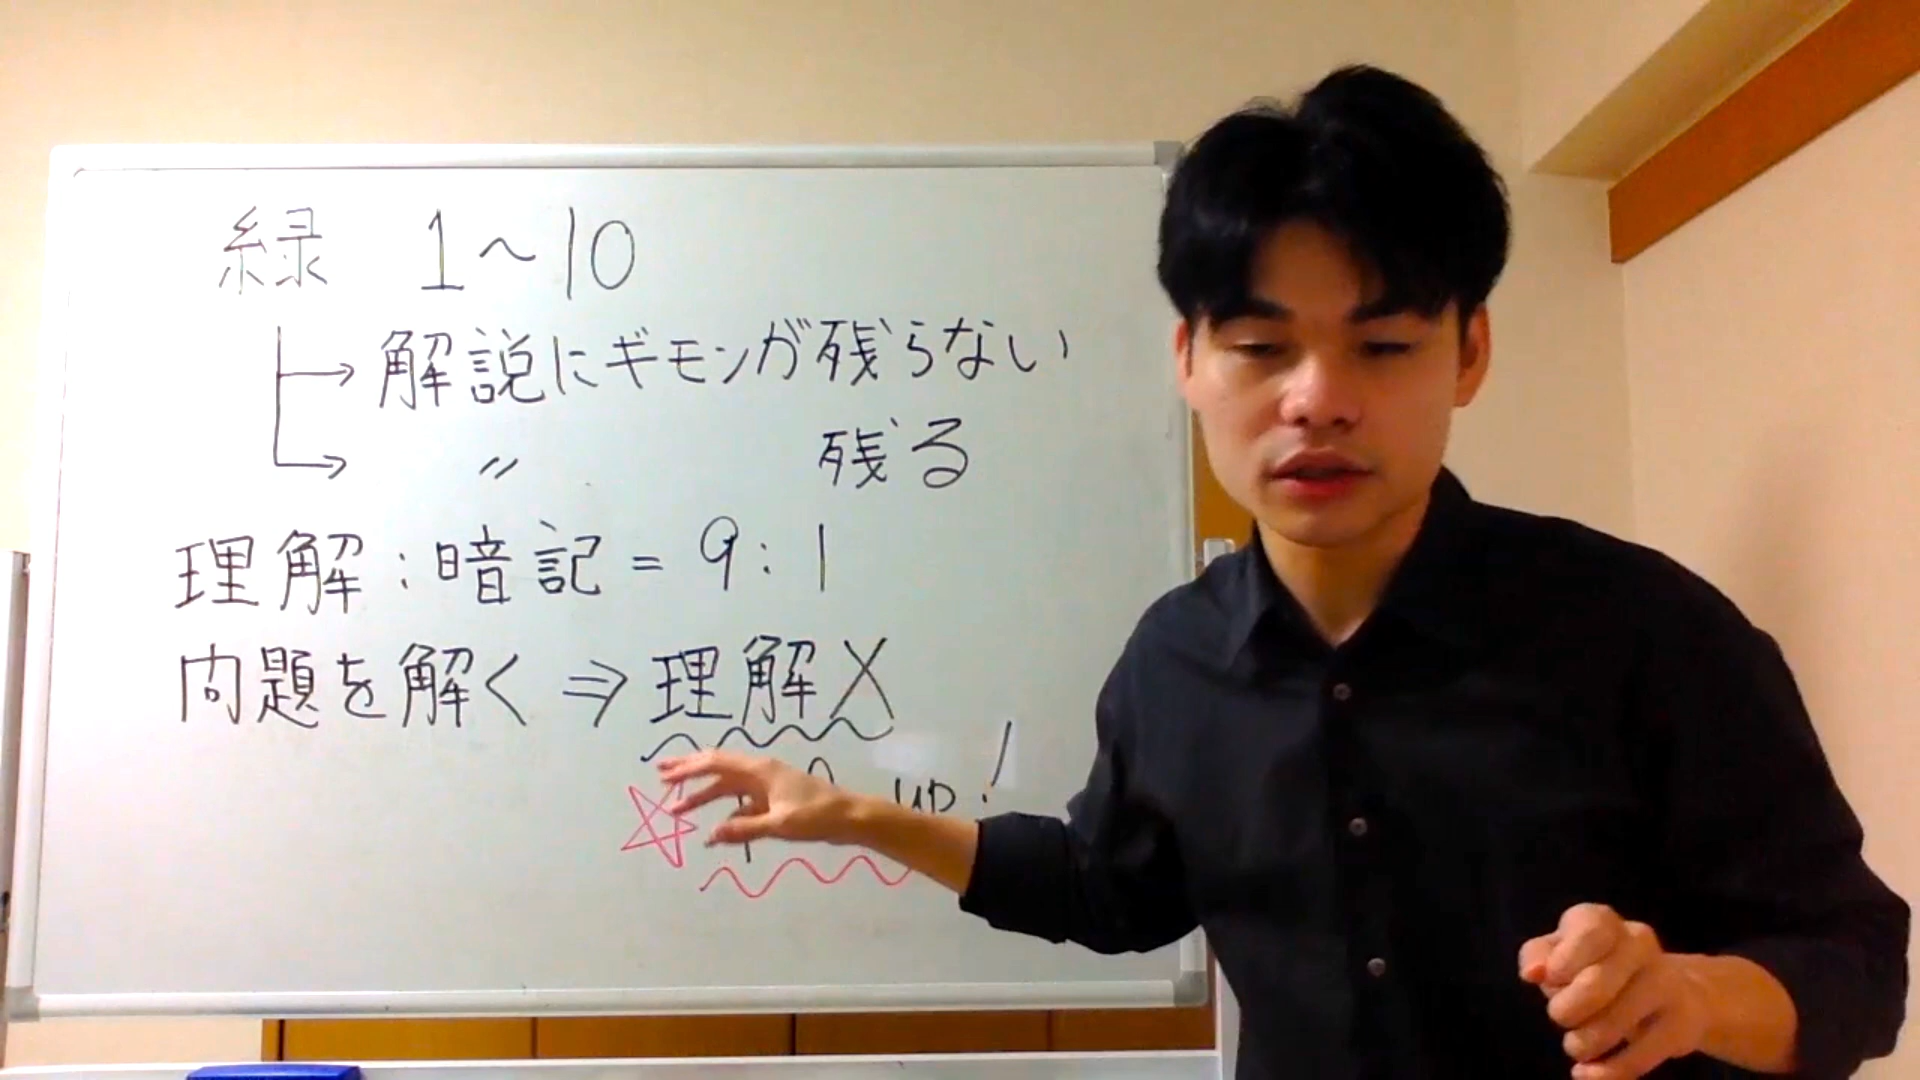 緑 1〜10
→ 解説にギモンが残らない
→ 〃 残る
理解:暗記=9:1
問題を解く⇒理解X
up!